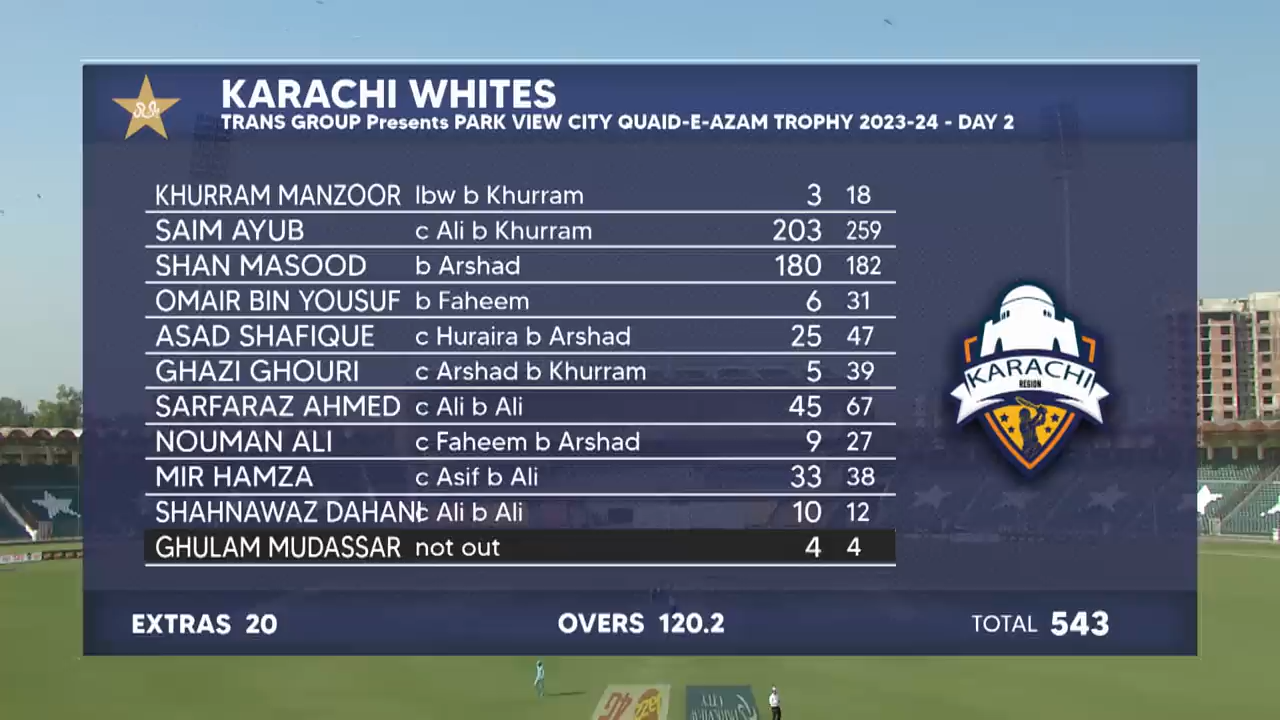 KARACHI WHITES
TRANS GROUP Presents PARK VIEW CITY QUAID-E-AZAM TROPHY 2023-24 - DAY 2
KHURRAM MANZOOR lbw b Khurram 3 18
SAIM AYUB c Ali b Khurram 203 259
SHAN MASOOD b Arshad 180 182
OMAIR BIN YOUSUF b Faheem 6 31
ASAD SHAFIQUE c Huraira b Arshad 25 47
GHAZI GHOURI c Arshad b Khurram 5 39
SARFARAZ AHMED c Ali b Ali 45 67
NOUMAN ALI c Faheem b Arshad 9 27
MIR HAMZA c Asif b Ali 33 38
SHAHNAWAZ DAHANI c Ali b Ali 10 12
GHULAM MUDASSAR not out 4 4
KARACHI
REGION
EXTRAS 20 OVERS 120.2 TOTAL 543
4G